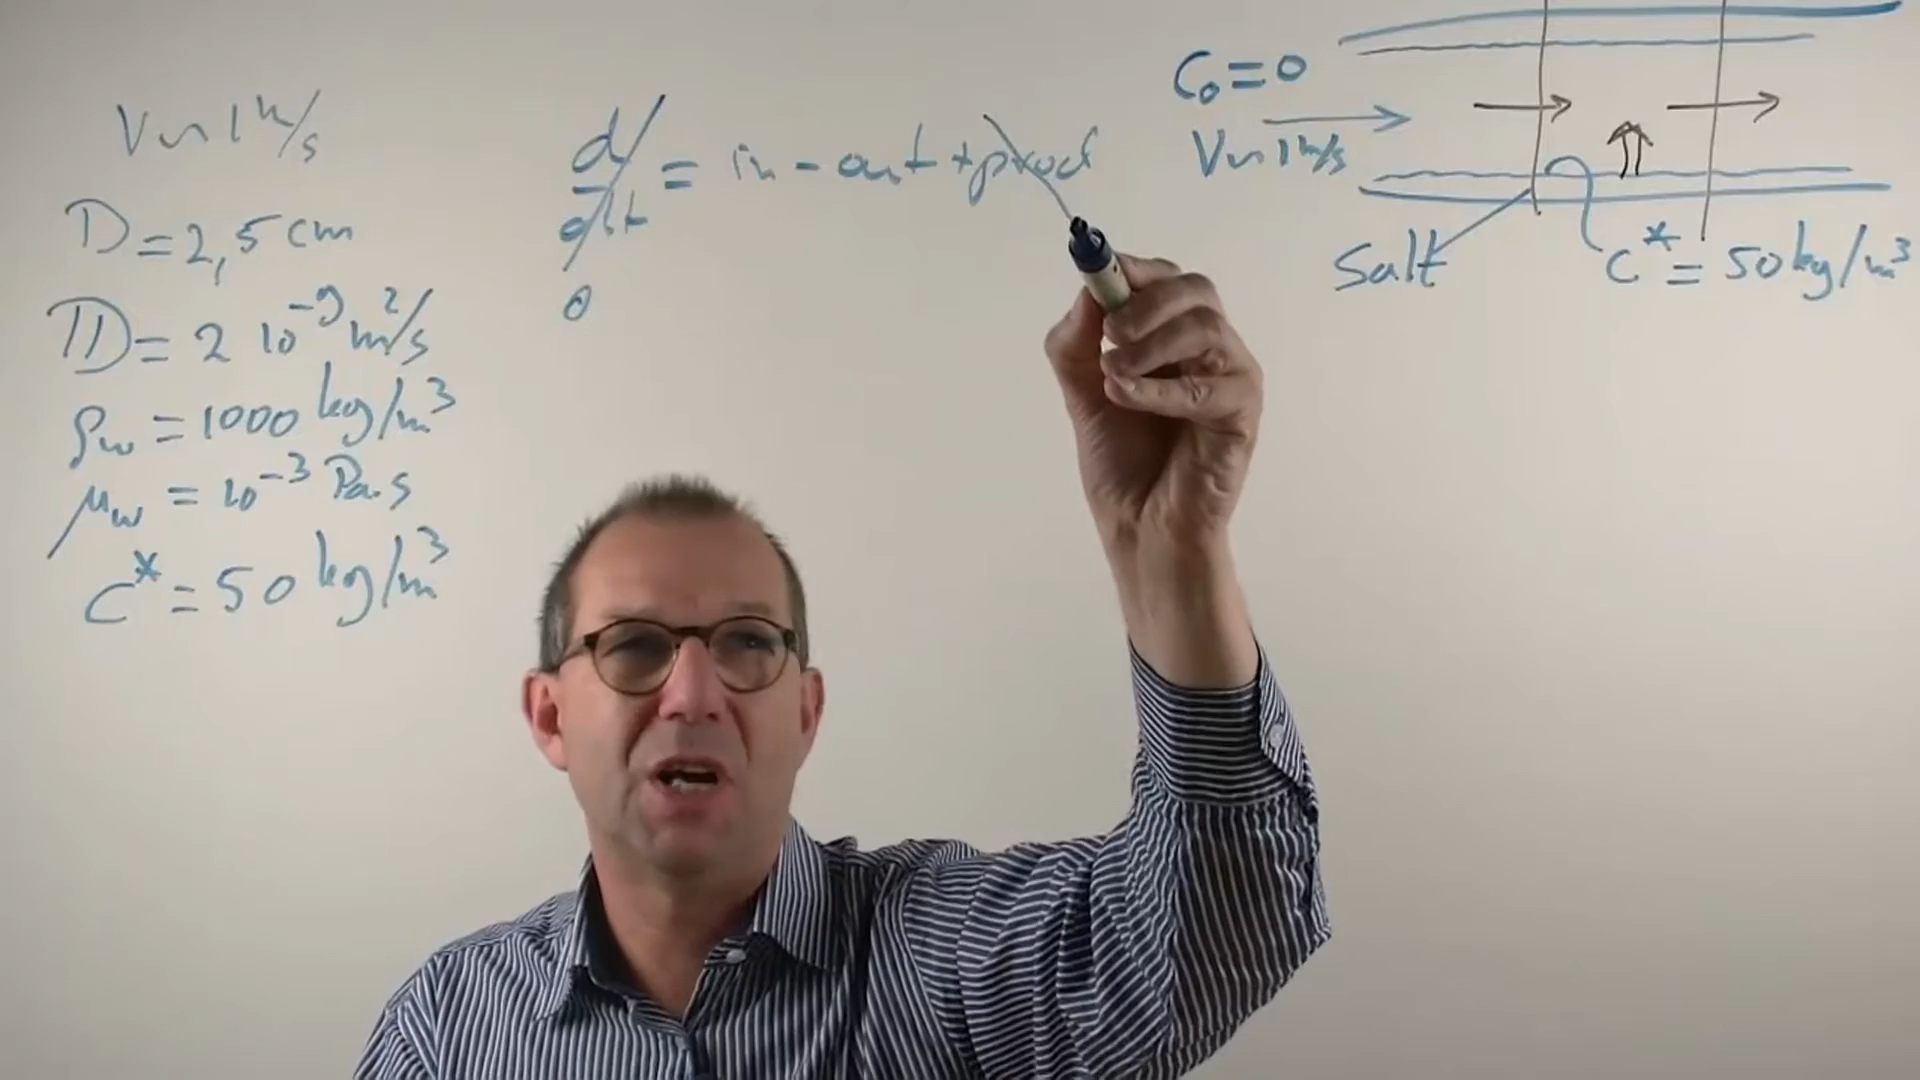 V~1 m/s
D = 2,5 cm
𝔻 = 2 10⁻⁹ m²/s
ρw = 1000 kg/m³
μw = 10⁻³ Pa.s
C* = 50 kg/m³
d/dt = in - out + prod
0
C₀ = 0
V~1 m/s
Salt
C* = 50 kg/m³